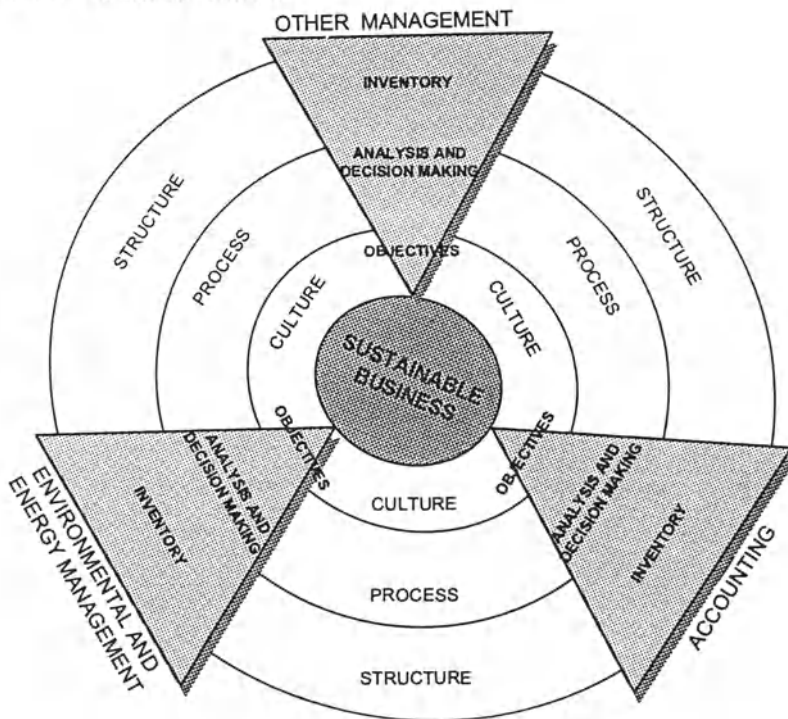 OTHER MANAGEMENT
INVENTORY
ANALYSIS AND
DECISION MAKING
OBJECTIVES
STRUCTURE
PROCESS
CULTURE
CULTURE
PROCESS
STRUCTURE
SUSTAINABLE
BUSINESS
OBJECTIVES
ANALYSIS AND
DECISION MAKING
INVENTORY
ENVIRONMENTAL AND
ENERGY MANAGEMENT
OBJECTIVES
ANALYSIS AND
DECISION MAKING
INVENTORY
ACCOUNTING
CULTURE
PROCESS
STRUCTURE